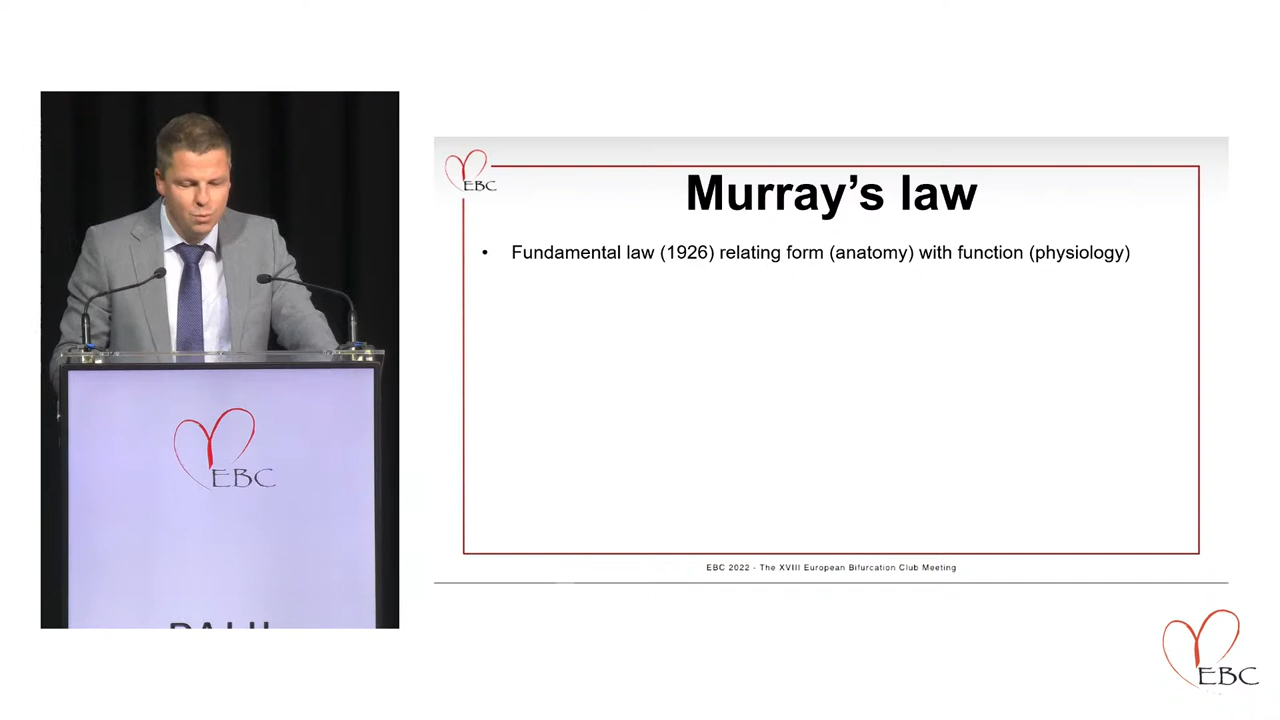 EBC
Murray’s law
• Fundamental law (1926) relating form (anatomy) with function (physiology)
EBC 2022 - The XVIII European Bifurcation Club Meeting
EBC
EBC